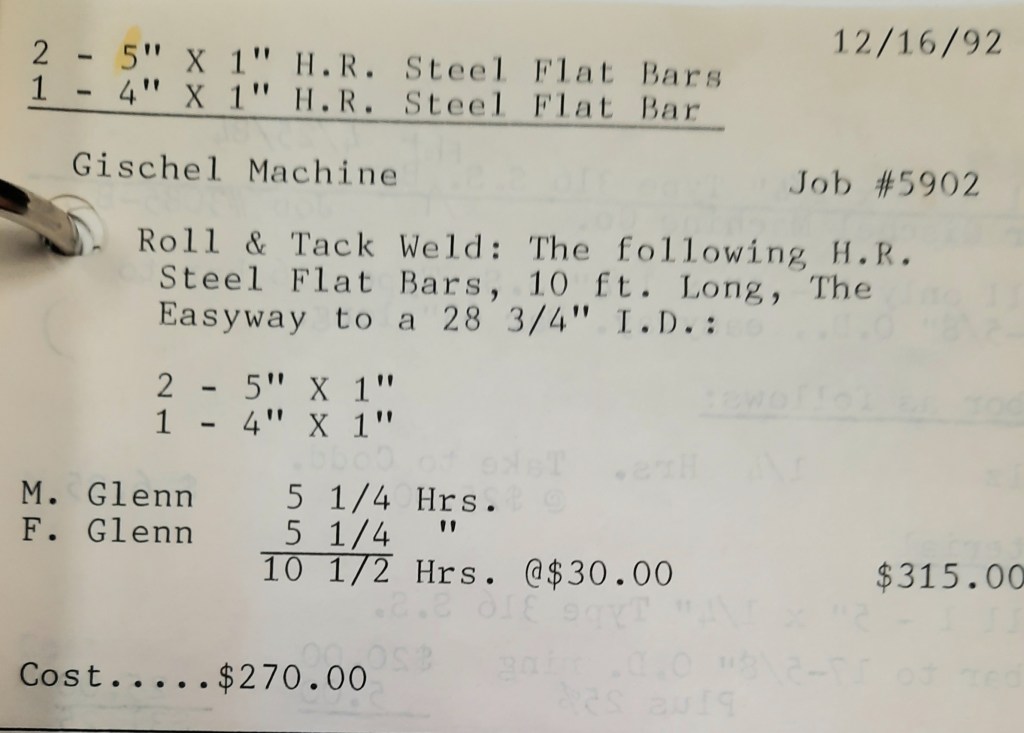 12/16/92
2 - 5" X 1" H.R. Steel Flat Bars
1 - 4" X 1" H.R. Steel Flat Bar
Gischel Machine Job #5902
Roll & Tack Weld: The following H.R.
Steel Flat Bars, 10 ft. Long, The
Easyway to a 28 3/4" I.D.:
2 - 5" X 1"
1 - 4" X 1"
M. Glenn 5 1/4 Hrs.
F. Glenn 5 1/4 "
10 1/2 Hrs. @$30.00 $315.00
Cost.....$270.00